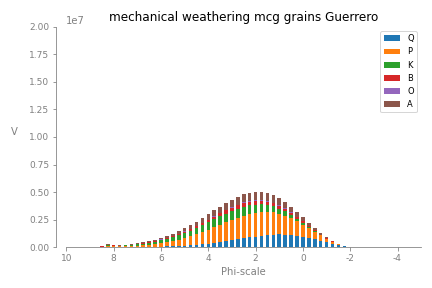 mechanical weathering mcg grains Guerrero
1e7
2.00
1.75
1.50
1.25
1.00
0.75
0.50
0.25
0.00
V
Q
P
K
B
O
A
10 8 6 4 2 0 -2 -4
Phi-scale